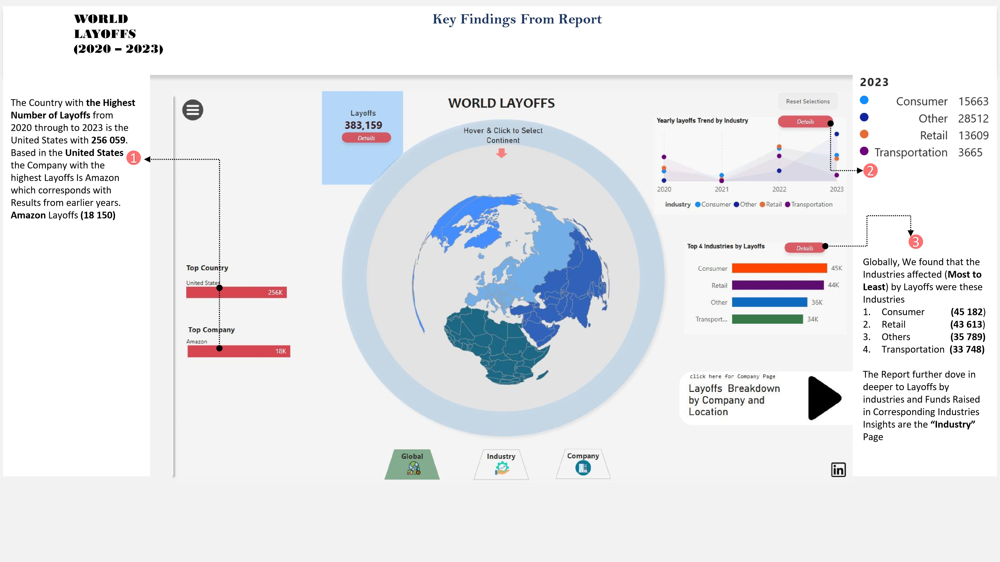 WORLD
LAYOFFS
(2020 – 2023)
Key Findings From Report
The Country with the Highest
Number of Layoffs from
2020 through to 2023 is the
United States with 256 059.
Based in the United States
the Company with the
highest Layoffs Is Amazon
which corresponds with
Results from earlier years.
Amazon Layoffs (18 150)
1
Layoffs
383,159
Details
WORLD LAYOFFS
Hover & Click to Select
Continent
Top Country
United States
256K
Top Company
Amazon
18K
Reset Selections
Yearly layoffs Trend by Industry
Details
2020 2021 2022 2023
industry Consumer Other Retail Transportation
Top 4 Industries by Layoffs
Details
Consumer 45K
Retail 44K
Other 36K
Transport... 34K
click here for Company Page
Layoffs Breakdown
by Company and
Location
Global
Industry
Company
in
2023
Consumer 15663
Other 28512
Retail 13609
Transportation 3665
2
3
Globally, We found that the
Industries affected (Most to
Least) by Layoffs were these
Industries
1. Consumer (45 182)
2. Retail (43 613)
3. Others (35 789)
4. Transportation (33 748)
The Report further dove in
deeper to Layoffs by
industries and Funds Raised
in Corresponding Industries
Insights are the “Industry”
Page